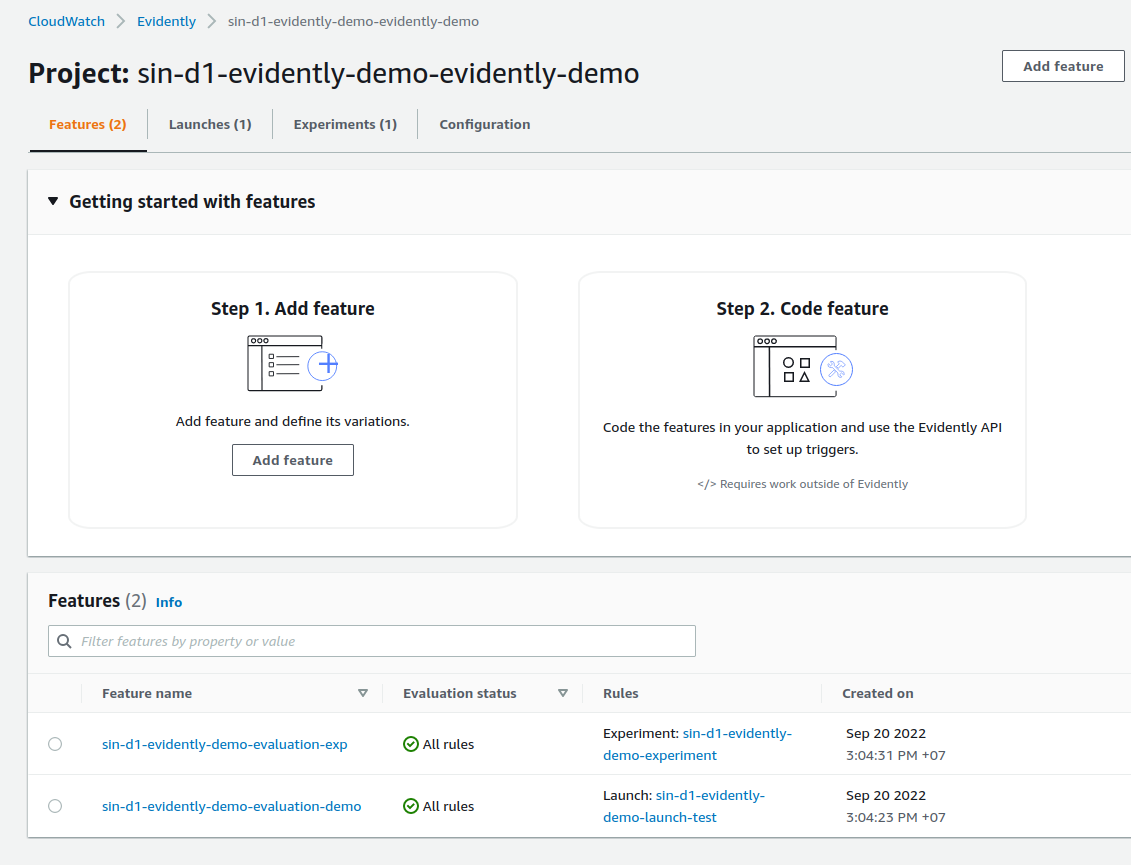 CloudWatch > Evidently > sin-d1-evidently-demo-evidently-demo
Project: sin-d1-evidently-demo-evidently-demo
Add feature
Features (2)
Launches (1)
Experiments (1)
Configuration
Getting started with features
Step 1. Add feature
Add feature and define its variations.
Add feature
Step 2. Code feature
Code the features in your application and use the Evidently API
to set up triggers.
</> Requires work outside of Evidently
Features (2) Info
Filter features by property or value
Feature name
Evaluation status
Rules
Created on
sin-d1-evidently-demo-evaluation-exp
All rules
Experiment: sin-d1-evidently-
demo-experiment
Sep 20 2022
3:04:31 PM +07
sin-d1-evidently-demo-evaluation-demo
All rules
Launch: sin-d1-evidently-
demo-launch-test
Sep 20 2022
3:04:23 PM +07